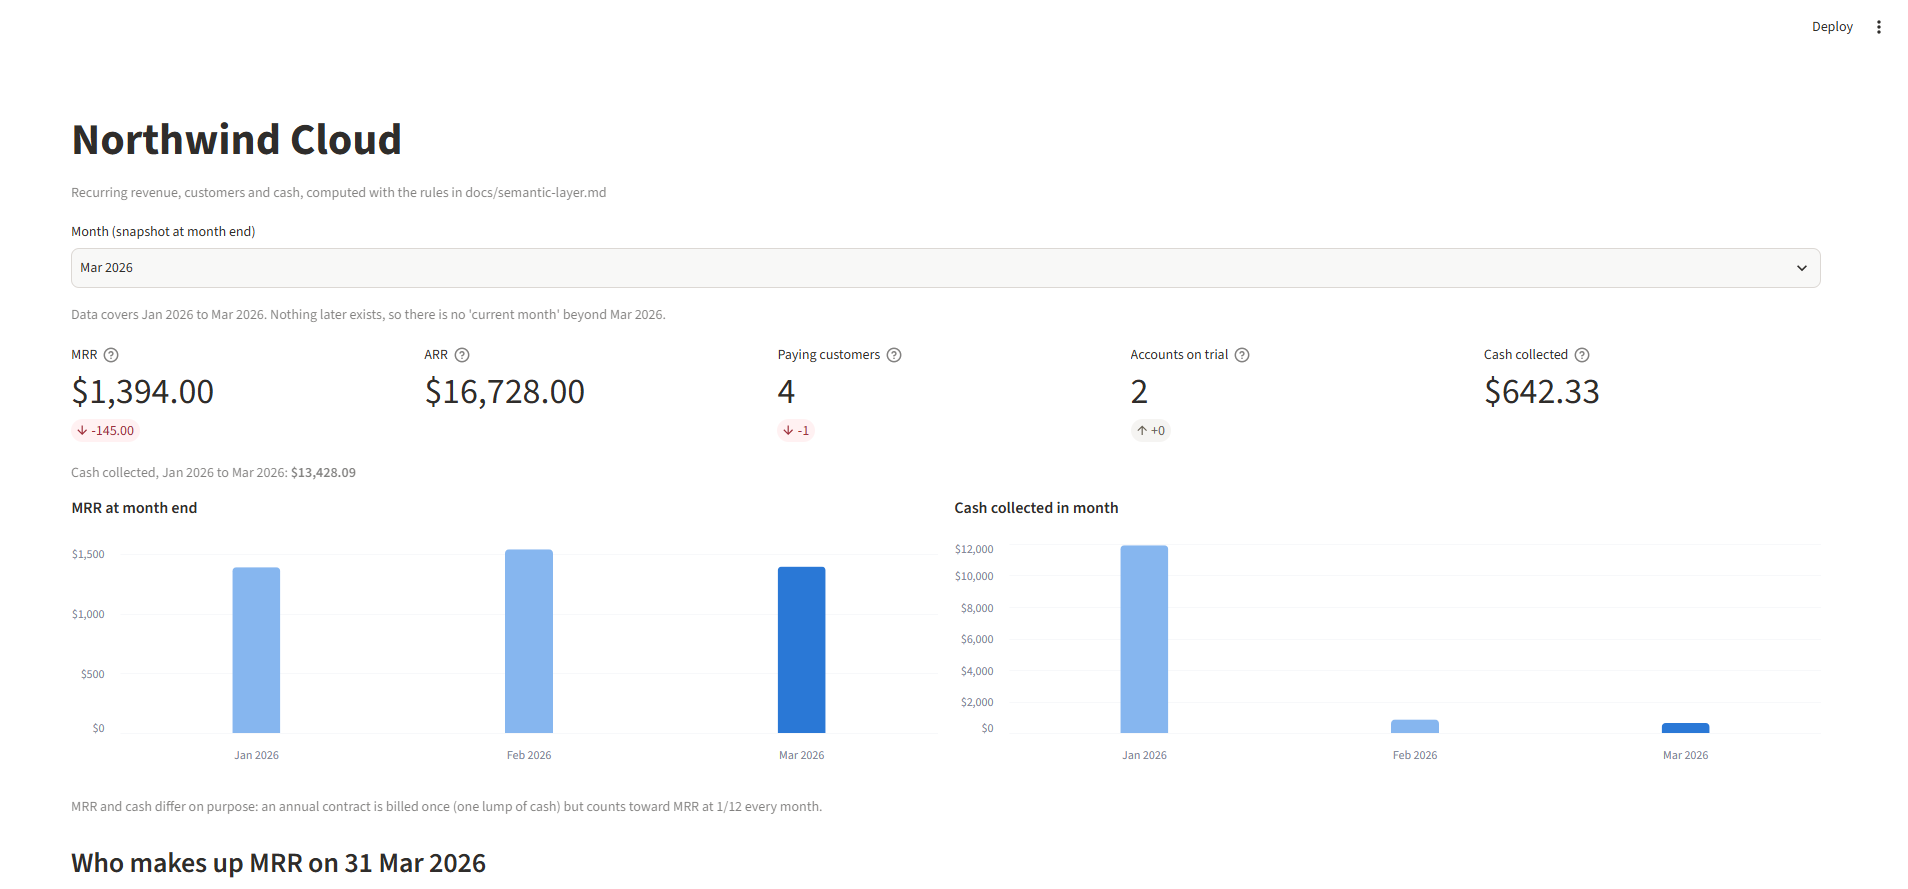 Deploy
Northwind Cloud
Recurring revenue, customers and cash, computed with the rules in docs/semantic-layer.md
Month (snapshot at month end)
Mar 2026
Data covers Jan 2026 to Mar 2026. Nothing later exists, so there is no 'current month' beyond Mar 2026.
MRR
$1,394.00
↓ -145.00
ARR
$16,728.00
Paying customers
4
↓ -1
Accounts on trial
2
↑ +0
Cash collected
$642.33
Cash collected, Jan 2026 to Mar 2026: $13,428.09
MRR at month end
$1,500
$1,000
$500
$0
Jan 2026
Feb 2026
Mar 2026
Cash collected in month
$12,000
$10,000
$8,000
$6,000
$4,000
$2,000
$0
Jan 2026
Feb 2026
Mar 2026
MRR and cash differ on purpose: an annual contract is billed once (one lump of cash) but counts toward MRR at 1/12 every month.
Who makes up MRR on 31 Mar 2026